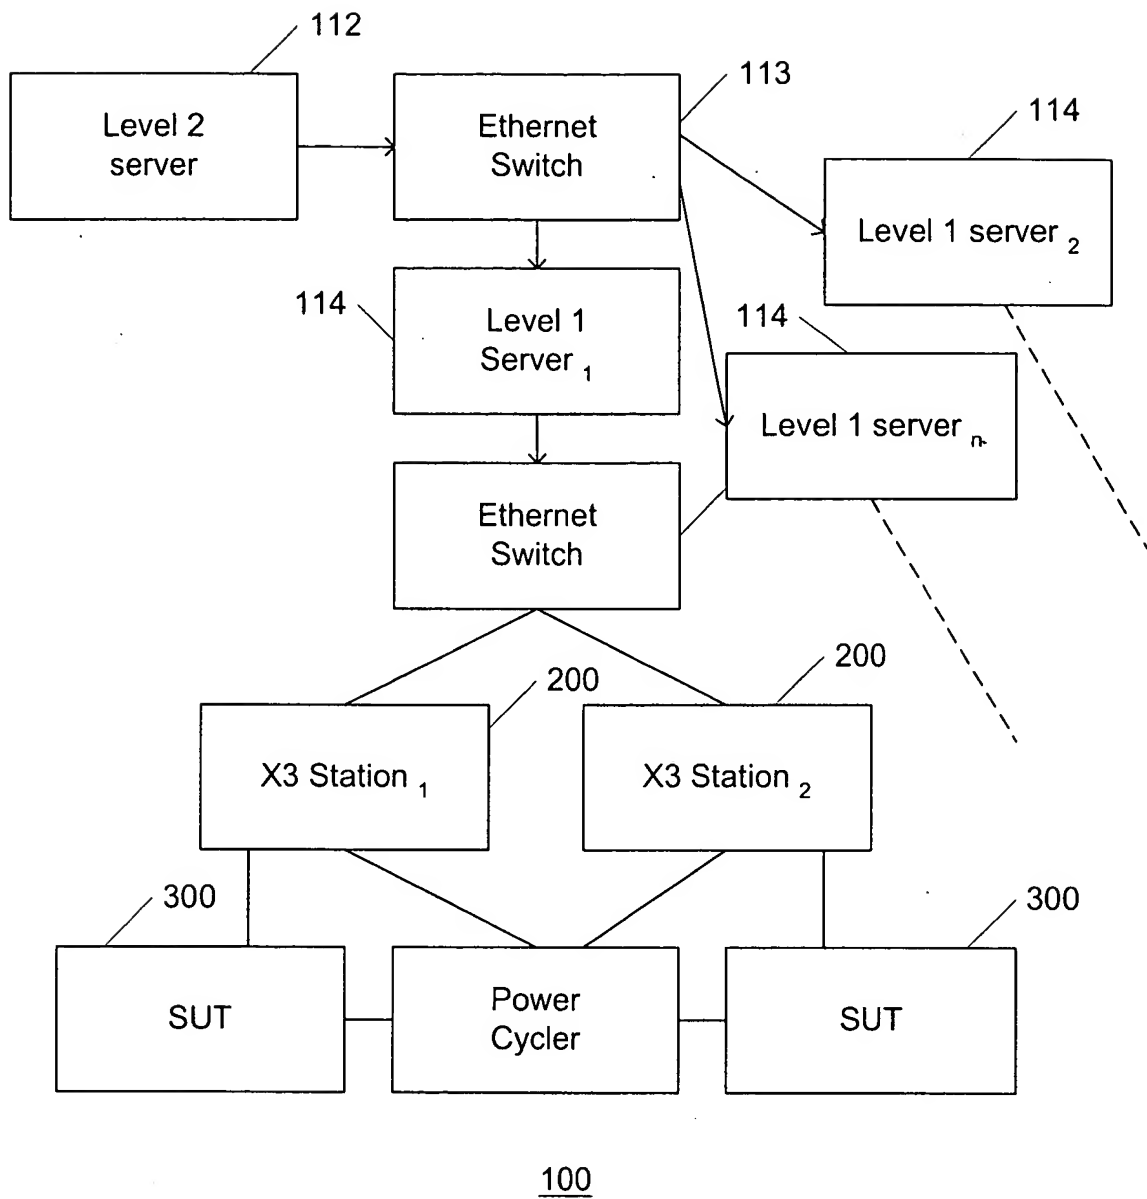 112
Level 2
server
Ethernet
Switch
113
114
Level 1 server 2
114
Level 1
Server 1
114
Level 1 server n
Ethernet
Switch
200
X3 Station 1
200
X3 Station 2
300
SUT
Power
Cycler
300
SUT
100